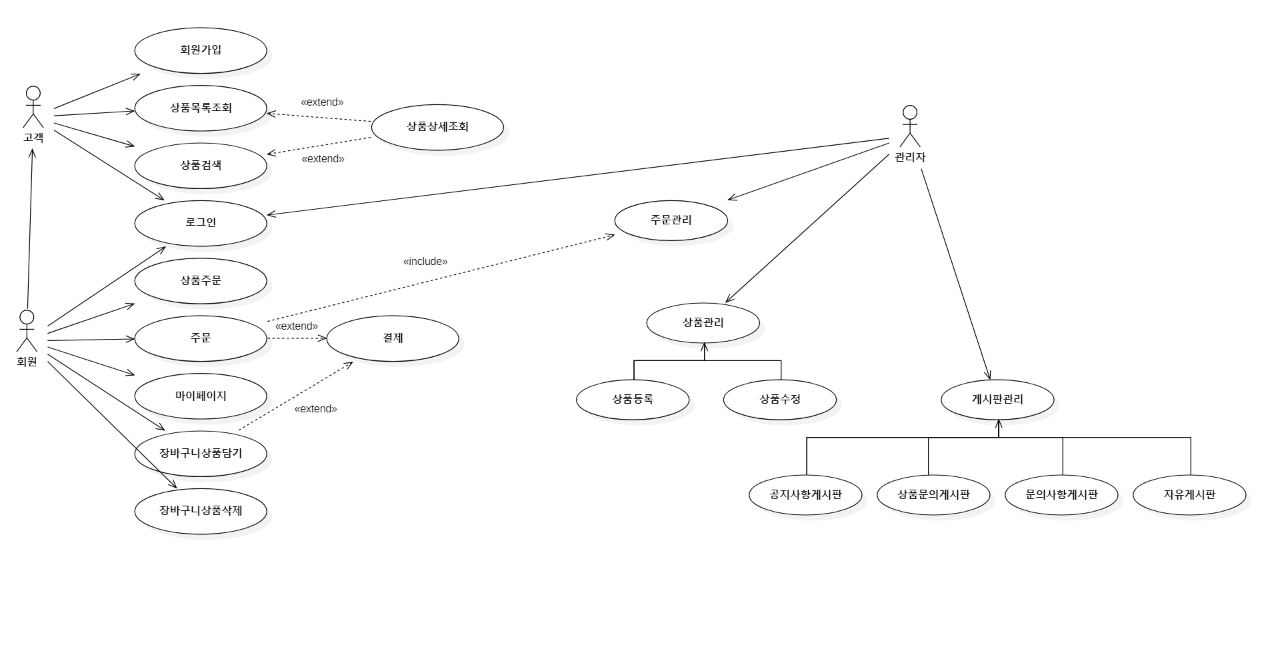 회원가입
상품목록조회
«extend»
상품상세조회
고객
상품검색
«extend»
관리자
로그인
주문관리
«include»
상품주문
«extend»
주문
결제
상품관리
회원
마이페이지
«extend»
상품등록
상품수정
게시판관리
장바구니상품담기
공지사항게시판
상품문의게시판
문의사항게시판
자유게시판
장바구니상품삭제